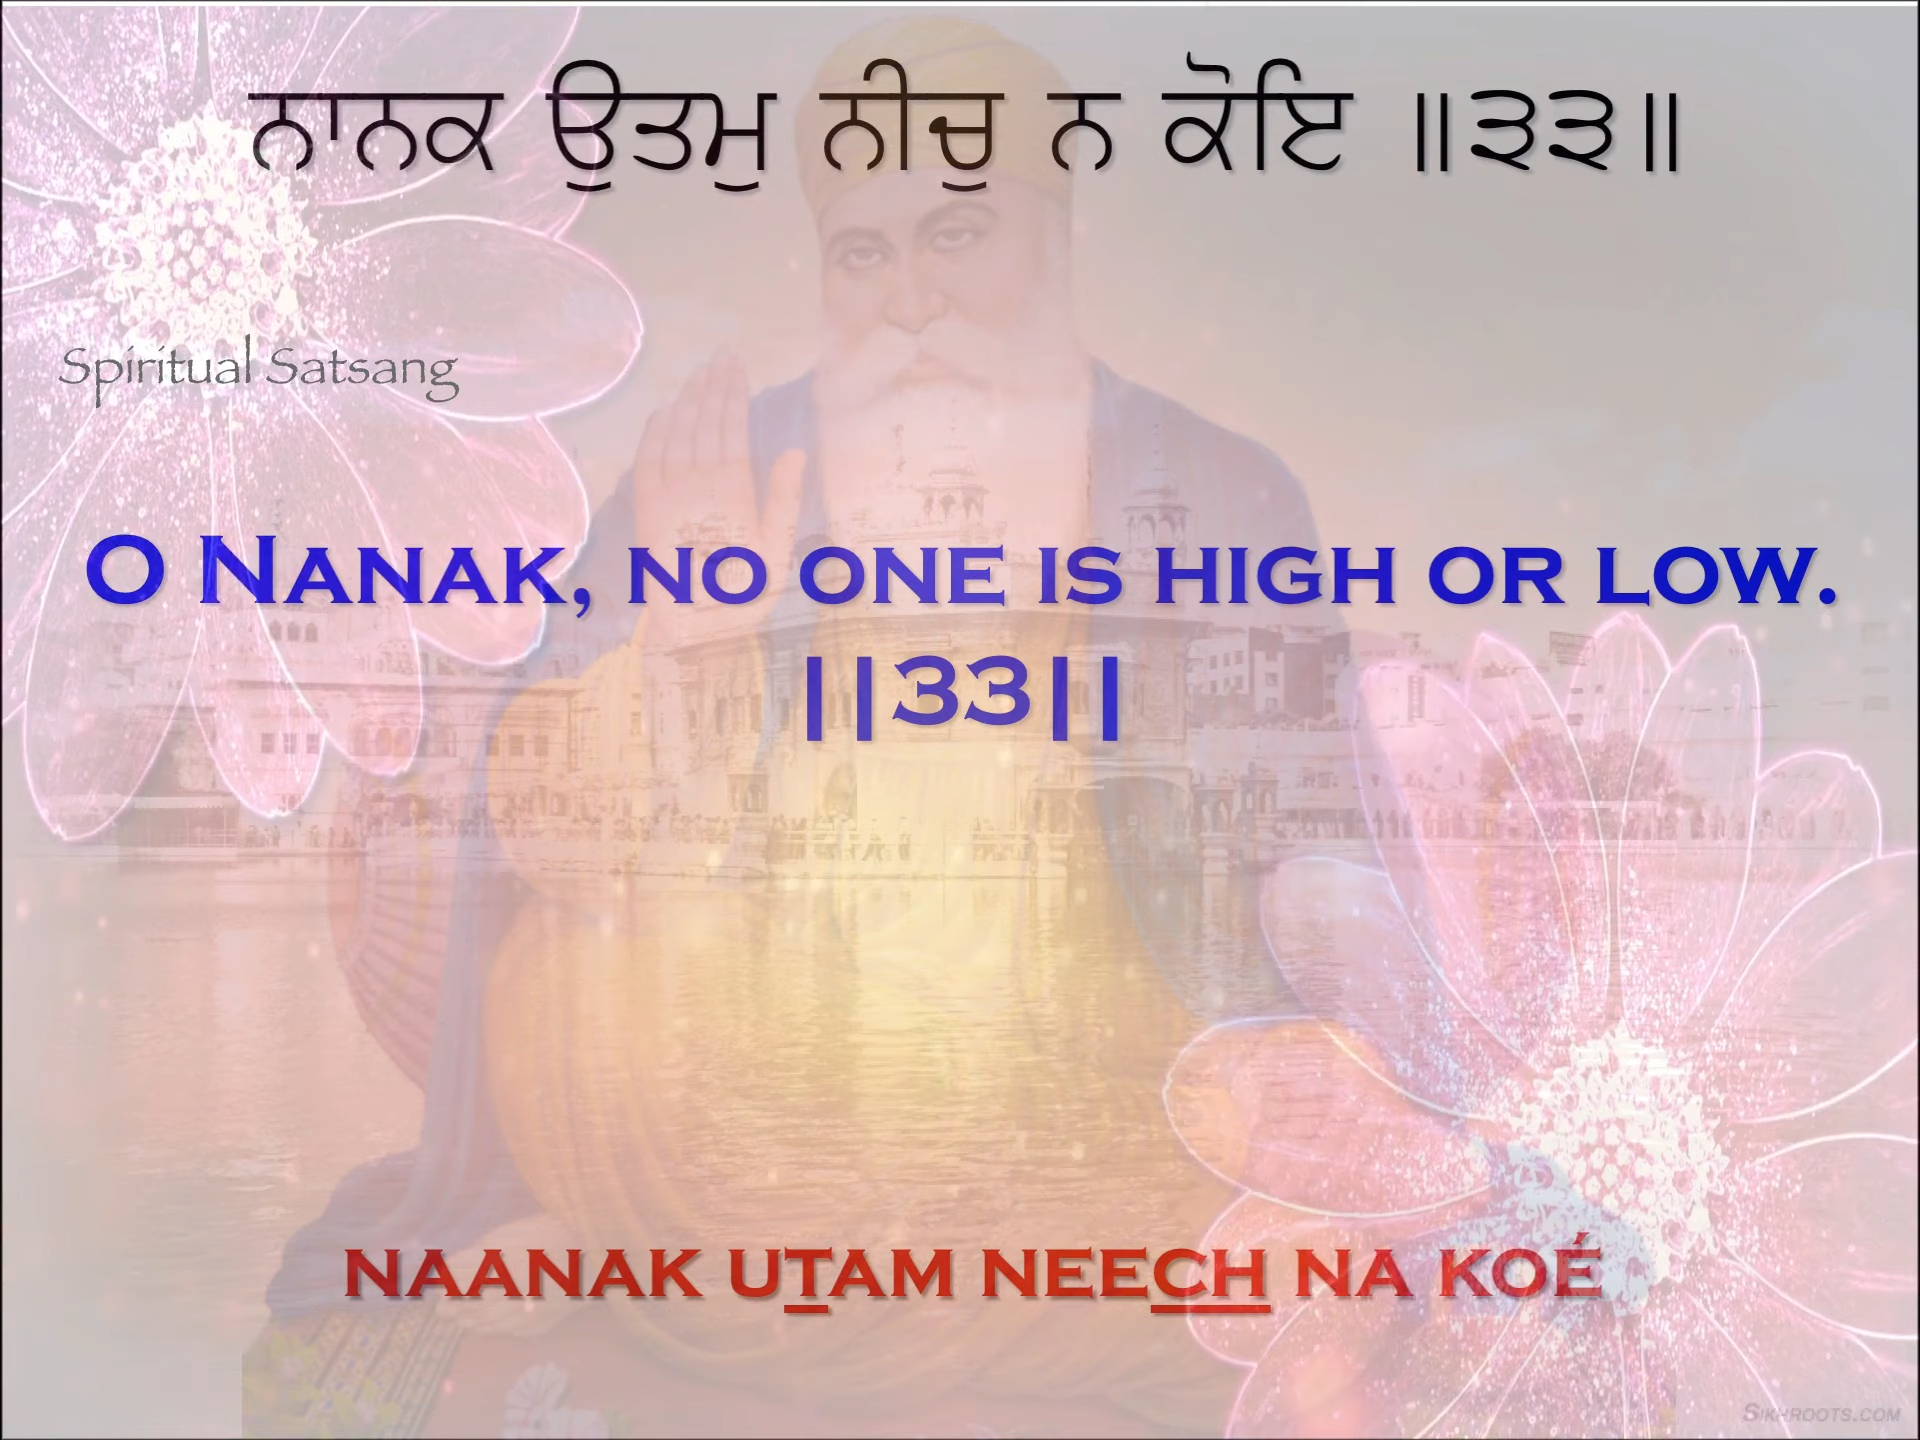 ਨਾਨਕ ਉਤਮੁ ਨੀਚੁ ਨ ਕੋਇ ॥੩੩॥
Spiritual Satsang
O Nanak, no one is high or low.
||33||
naanak utam neech na koé
Sikhroots.com